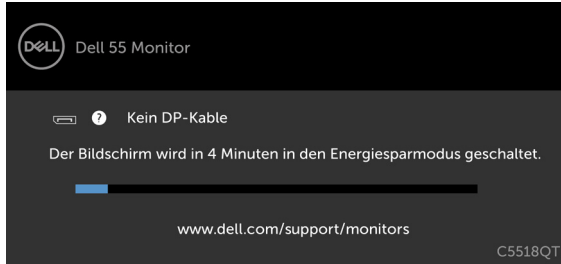 DELL
Dell 55 Monitor
? Kein DP-Kable
Der Bildschirm wird in 4 Minuten in den Energiesparmodus geschaltet.
www.dell.com/support/monitors
C5518QT